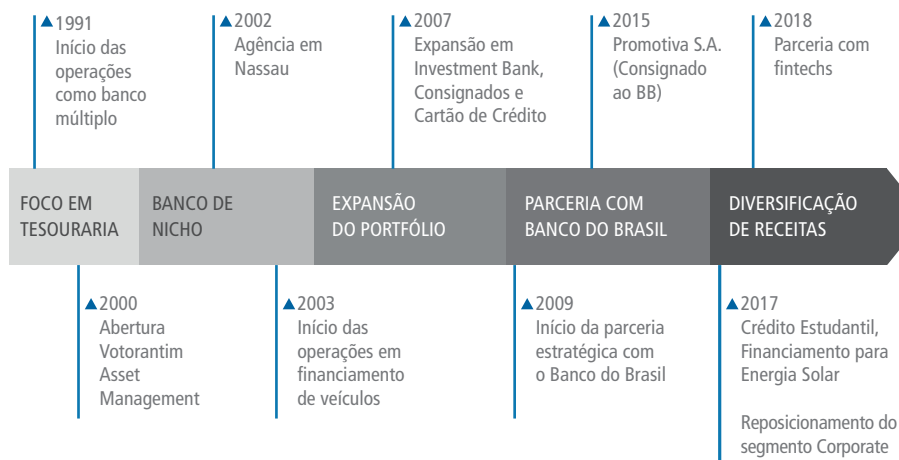 1991
Início das
operações
como banco
múltiplo
2002
Agência em
Nassau
2007
Expansão em
Investment Bank,
Consignados e
Cartão de Crédito
2015
Promotiva S.A.
(Consignado
ao BB)
2018
Parceria com
fintechs
FOCO EM
TESOURARIA
BANCO DE
NICHO
EXPANSÃO
DO PORTFÓLIO
PARCERIA COM
BANCO DO BRASIL
DIVERSIFICAÇÃO
DE RECEITAS
2000
Abertura
Votorantim
Asset
Management
2003
Início das
operações em
financiamento
de veículos
2009
Início da parceria
estratégica com
o Banco do Brasil
2017
Crédito Estudantil,
Financiamento para
Energia Solar
Reposicionamento do
segmento Corporate